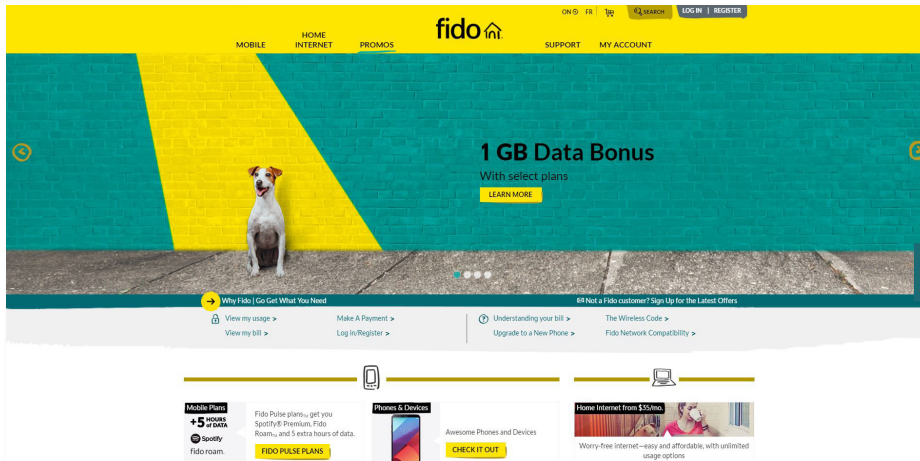 ON FR SEARCH LOG IN | REGISTER
fido
MOBILE HOME INTERNET PROMOS SUPPORT MY ACCOUNT
1 GB Data Bonus
With select plans
LEARN MORE
Why Fido | Go Get What You Need
Not a Fido customer? Sign Up for the Latest Offers
View my usage > Make A Payment >
View my bill > Log in/Register >
Understanding your bill > The Wireless Code >
Upgrade to a New Phone > Fido Network Compatibility >
Mobile Plans
+5 HOURS of DATA
Spotify
fido roam.
Fido Pulse plans™ get you
Spotify® Premium, Fido
Roam™ and 5 extra hours of data.
FIDO PULSE PLANS
Phones & Devices
Awesome Phones and Devices
CHECK IT OUT
Home Internet from $35/mo.
Worry-free internet—easy and affordable, with unlimited
usage options